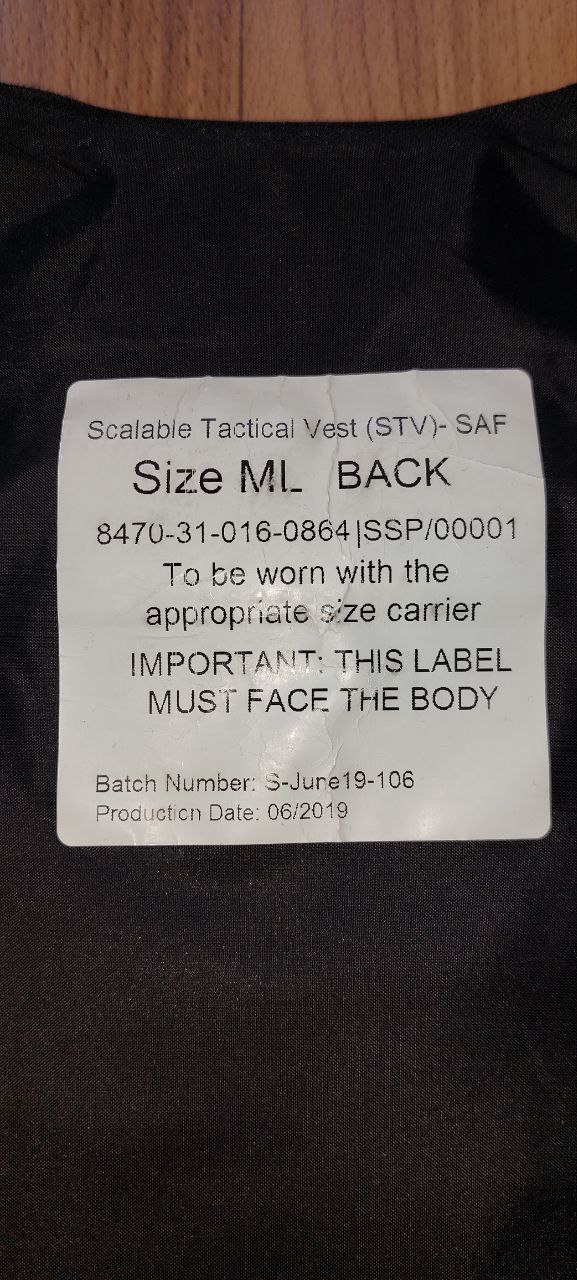 Scalable Tactical Vest (STV)- SAF
Size ML BACK
8470-31-016-0864|SSP/00001
To be worn with the
appropriate size carrier
IMPORTANT: THIS LABEL
MUST FACE THE BODY
Batch Number: S-June19-106
Production Date: 06/2019